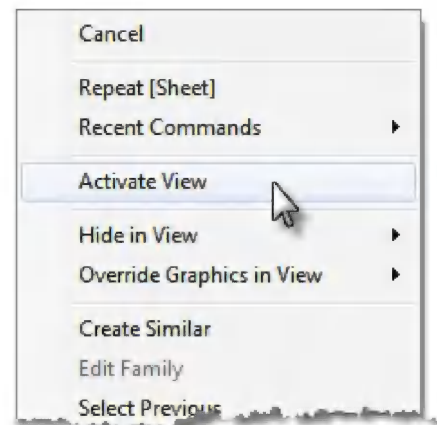 Cancel
Repeat [Sheet]
Recent Commands
Activate View
Hide in View
Override Graphics in View
Create Similar
Edit Family
Select Previous